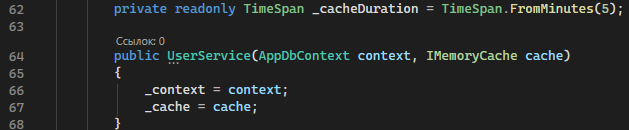 62 private readonly TimeSpan _cacheDuration = TimeSpan.FromMinutes(5);
63
Ссылок: 0
64 public UserService(AppDbContext context, IMemoryCache cache)
65 {
66 _context = context;
67 _cache = cache;
68 }